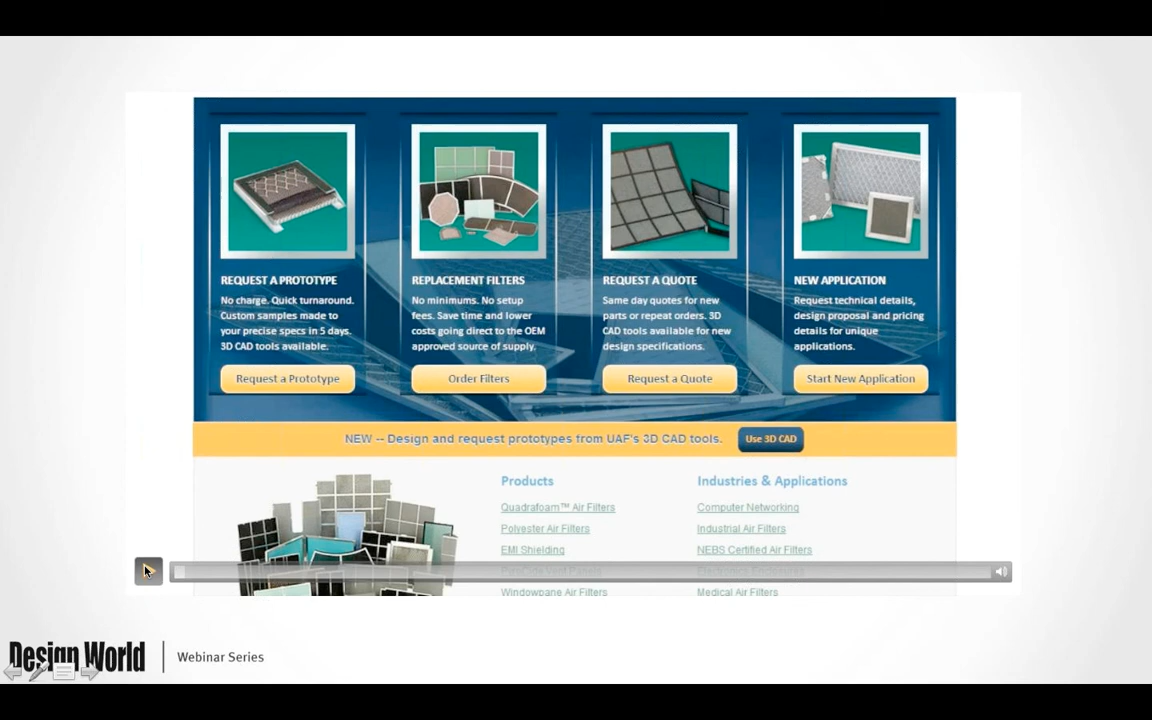 REQUEST A PROTOTYPE
No charge. Quick turnaround.
Custom samples made to
your precise specs in 5 days.
3D CAD tools available.
Request a Prototype
REPLACEMENT FILTERS
No minimums. No setup
fees. Save time and lower
costs going direct to the OEM
approved source of supply.
Order Filters
REQUEST A QUOTE
Same day quotes for new
parts or repeat orders. 3D
CAD tools available for new
design specifications.
Request a Quote
NEW APPLICATION
Request technical details,
design proposal and pricing
details for unique
applications.
Start New Application
NEW -- Design and request prototypes from UAF's 3D CAD tools.
Use 3D CAD
Products
Quadrafoam™ Air Filters
Polyester Air Filters
EMI Shielding
Windowpane Air Filters
Industries & Applications
Computer Networking
Industrial Air Filters
NEBS Certified Air Filters
Electronics Enclosures
Medical Air Filters
Design World
Webinar Series